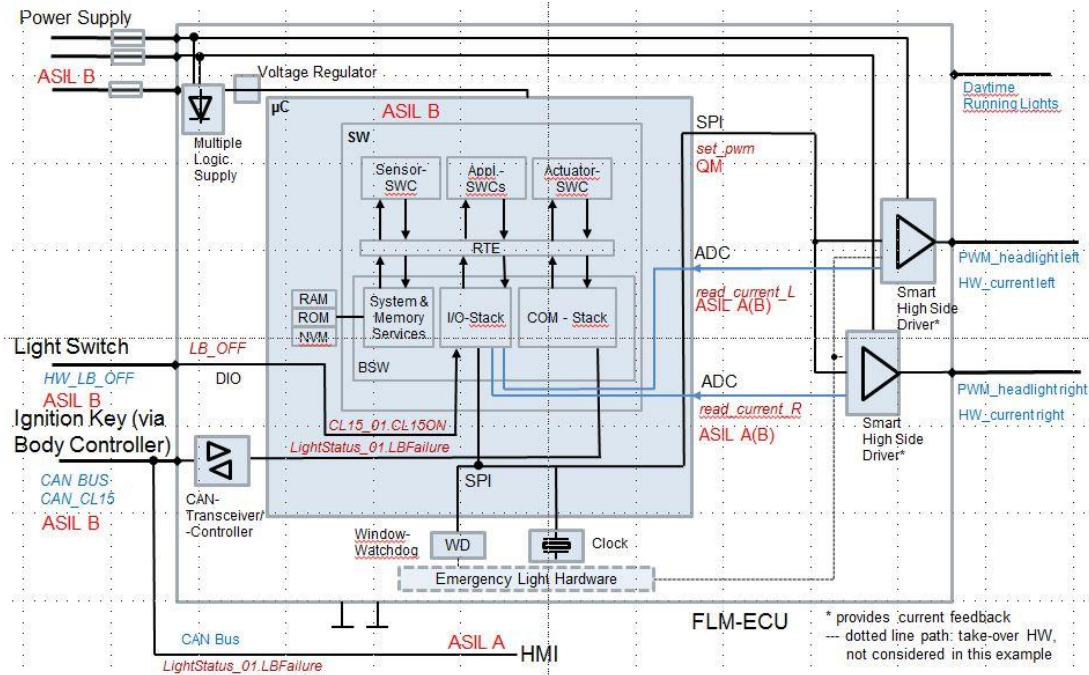 Power Supply
ASIL B
Voltage Regulator
Multiple
Logic.
Supply
µC
ASIL B
SW
Sensor-
SWC
Appl.-
SWCs
Actuator-
SWC
RTE
RAM
ROM
NVM
System &
Memory
Services
I/O-Stack
COM - Stack
BSW
SPI
set_pwm
QM
ADC
read_current_L
ASIL A(B)
ADC
read_current_R
ASIL A(B)
Daytime
Running Lights
PWM_headlight left
HW_current left
Smart
High Side
Driver*
PWM_headlight right
HW_current right
Smart
High Side
Driver*
Light Switch
LB_OFF
HW_LB_OFF
DIO
ASIL B
Ignition Key (via
Body Controller)
CL15_01.CL15ON
LightStatus_01.LBFailure
CAN BUS
CAN_CL15
ASIL B
CAN-
Transceiver/
-Controller
SPI
Window-
Watchdog
WD
Clock
Emergency Light Hardware
FLM-ECU
* provides current feedback
--- dotted line path: take-over HW,
not considered in this example
CAN Bus
ASIL A
HMI
LightStatus_01.LBFailure